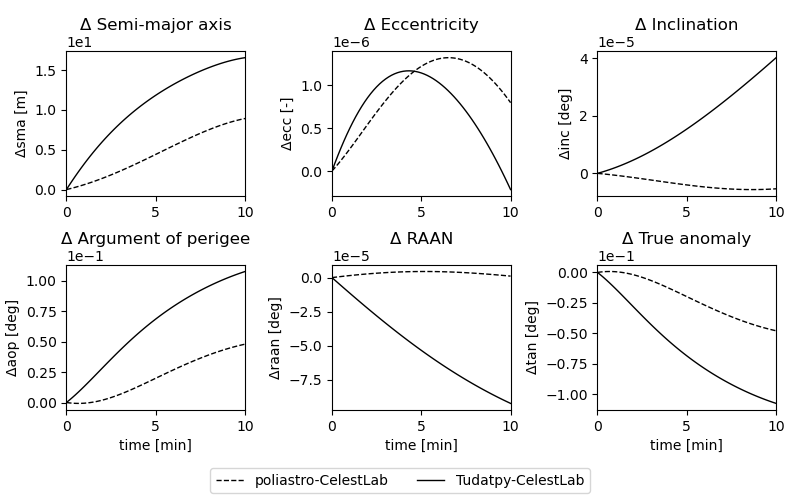 Δ Semi-major axis
1e1
Δsma [m]
1.5
1.0
0.5
0.0
0 5 10
Δ Eccentricity
1e−6
Δecc [-]
1.0
0.5
0.0
0 5 10
Δ Inclination
1e−5
Δinc [deg]
4
2
0
0 5 10
Δ Argument of perigee
1e−1
Δaop [deg]
1.00
0.75
0.50
0.25
0.00
0 5 10
time [min]
Δ RAAN
1e−5
Δraan [deg]
0.0
−2.5
−5.0
−7.5
0 5 10
time [min]
Δ True anomaly
1e−1
Δtan [deg]
0.00
−0.25
−0.50
−0.75
−1.00
0 5 10
time [min]
poliastro-CelestLab Tudatpy-CelestLab